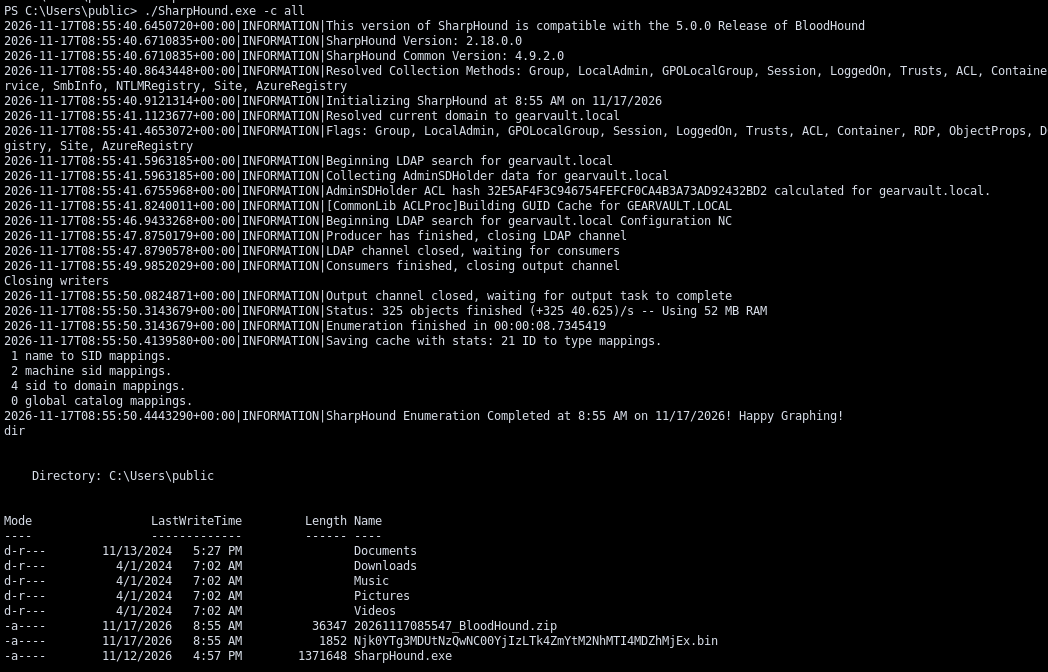 PS C:\Users\public> ./SharpHound.exe -c all
2026-11-17T08:55:40.6450720+00:00|INFORMATION|This version of SharpHound is compatible with the 5.0.0 Release of BloodHound
2026-11-17T08:55:40.6710835+00:00|INFORMATION|SharpHound Version: 2.18.0.0
2026-11-17T08:55:40.6710835+00:00|INFORMATION|SharpHound Common Version: 4.9.2.0
2026-11-17T08:55:40.8643448+00:00|INFORMATION|Resolved Collection Methods: Group, LocalAdmin, GPOLocalGroup, Session, LoggedOn, Trusts, ACL, Containe
rvice, SmbInfo, NTLMRegistry, Site, AzureRegistry
2026-11-17T08:55:40.9121314+00:00|INFORMATION|Initializing SharpHound at 8:55 AM on 11/17/2026
2026-11-17T08:55:41.1123677+00:00|INFORMATION|Resolved current domain to gearvault.local
2026-11-17T08:55:41.4653072+00:00|INFORMATION|Flags: Group, LocalAdmin, GPOLocalGroup, Session, LoggedOn, Trusts, ACL, Container, RDP, ObjectProps, D
gistry, Site, AzureRegistry
2026-11-17T08:55:41.5963185+00:00|INFORMATION|Beginning LDAP search for gearvault.local
2026-11-17T08:55:41.5963185+00:00|INFORMATION|Collecting AdminSDHolder data for gearvault.local
2026-11-17T08:55:41.6755968+00:00|INFORMATION|AdminSDHolder ACL hash 32E5AF4F3C946754FEFCF0CA4B3A73AD92432BD2 calculated for gearvault.local.
2026-11-17T08:55:41.8240011+00:00|INFORMATION|[CommonLib ACLProc]Building GUID Cache for GEARVAULT.LOCAL
2026-11-17T08:55:46.9433268+00:00|INFORMATION|Beginning LDAP search for gearvault.local Configuration NC
2026-11-17T08:55:47.8750179+00:00|INFORMATION|Producer has finished, closing LDAP channel
2026-11-17T08:55:47.8790578+00:00|INFORMATION|LDAP channel closed, waiting for consumers
2026-11-17T08:55:49.9852029+00:00|INFORMATION|Consumers finished, closing output channel
Closing writers
2026-11-17T08:55:50.0824871+00:00|INFORMATION|Output channel closed, waiting for output task to complete
2026-11-17T08:55:50.3143679+00:00|INFORMATION|Status: 325 objects finished (+325 40.625)/s -- Using 52 MB RAM
2026-11-17T08:55:50.3143679+00:00|INFORMATION|Enumeration finished in 00:00:08.7345419
2026-11-17T08:55:50.4139580+00:00|INFORMATION|Saving cache with stats: 21 ID to type mappings.
 1 name to SID mappings.
 2 machine sid mappings.
 4 sid to domain mappings.
 0 global catalog mappings.
2026-11-17T08:55:50.4443290+00:00|INFORMATION|SharpHound Enumeration Completed at 8:55 AM on 11/17/2026! Happy Graphing!
dir
    Directory: C:\Users\public
Mode                 LastWriteTime         Length Name
----                 -------------         ------ ----
d-r---        11/13/2024   5:27 PM                Documents
d-r---          4/1/2024   7:02 AM                Downloads
d-r---          4/1/2024   7:02 AM                Music
d-r---          4/1/2024   7:02 AM                Pictures
d-r---          4/1/2024   7:02 AM                Videos
-a----        11/17/2026   8:55 AM          36347 20261117085547_BloodHound.zip
-a----        11/17/2026   8:55 AM           1852 Njk0YTg3MDUtNzQwNC00YjIzLTk4ZmYtM2NhMTI4MDZhMjEx.bin
-a----        11/12/2026   4:57 PM        1371648 SharpHound.exe